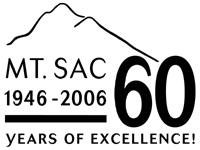 MT. SAC
1946-2006 60
YEARS OF EXCELLENCE!